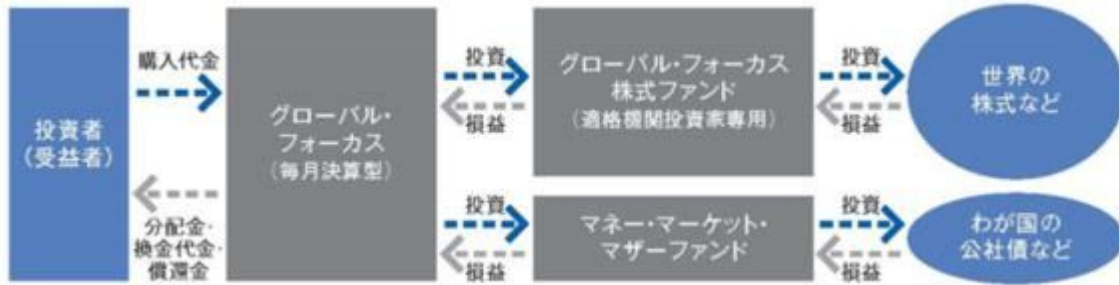 投資者
（受益者）
購入代金
分配金・
換金代金・
償還金
グローバル・
フォーカス
（毎月決算型）
投資
損益
グローバル・フォーカス
株式ファンド
（適格機関投資家専用）
投資
損益
世界の
株式など
投資
損益
マネー・マーケット・
マザーファンド
投資
損益
わが国の
公社債など